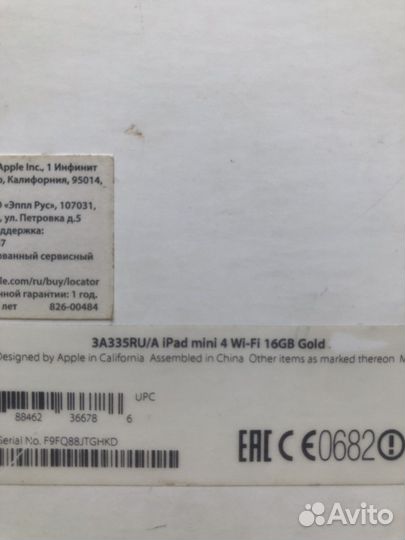 Apple Inc., 1 Инфинит
, Калифорния, 95014,
О «Эппл Рус», 107031,
, ул. Петровка д.5
ддержка:
7
ованный сервисный
le.com/ru/buy/locator
нной гарантии: 1 год.
лет 826-00484
3A335RU/A iPad mini 4 Wi-Fi 16GB Gold
Designed by Apple in California Assembled in China Other items as marked thereon M
UPC
88462 36678 6
Serial No. F9FQ88JTGHKD
EAC CE0682
Avito